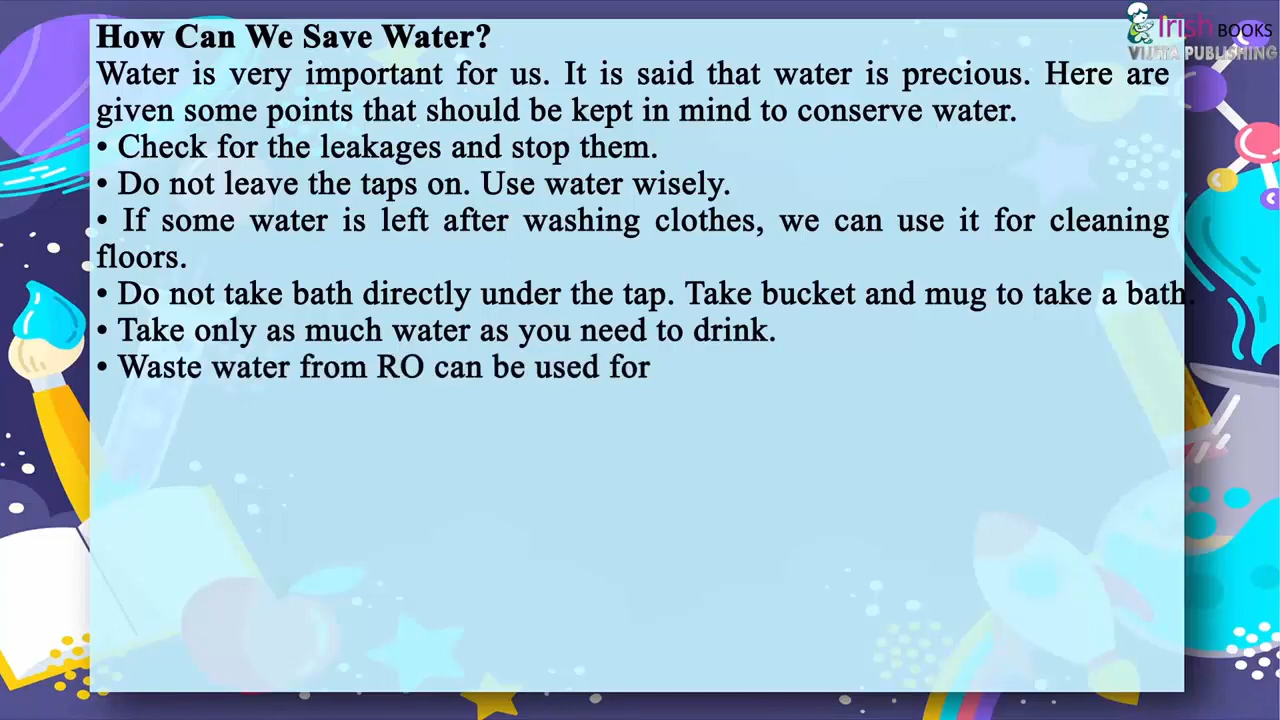 Irish BOOKS
VIJETA PUBLISHING
How Can We Save Water?
Water is very important for us. It is said that water is precious. Here are
given some points that should be kept in mind to conserve water.
• Check for the leakages and stop them.
• Do not leave the taps on. Use water wisely.
• If some water is left after washing clothes, we can use it for cleaning
floors.
• Do not take bath directly under the tap. Take bucket and mug to take a bath.
• Take only as much water as you need to drink.
• Waste water from RO can be used for